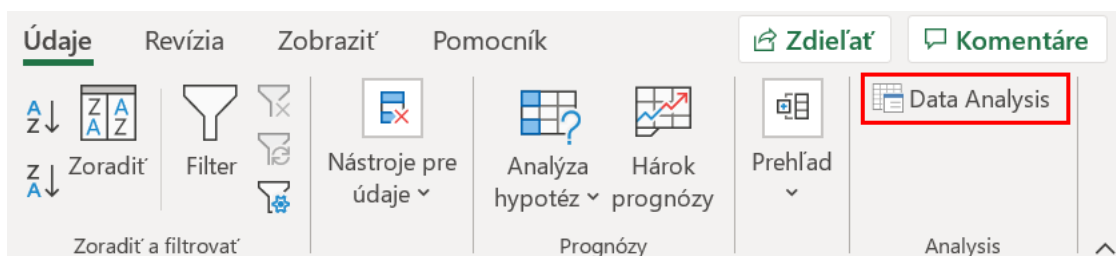 Údaje Revízia Zobraziť Pomocník Zdieľať Komentáre
A Z Z A A Z Data Analysis
Z A Zoradiť Filter Nástroje pre údaje Analýza hypotéz Hárok prognózy Prehľad
Zoradiť a filtrovať Prognózy Analysis